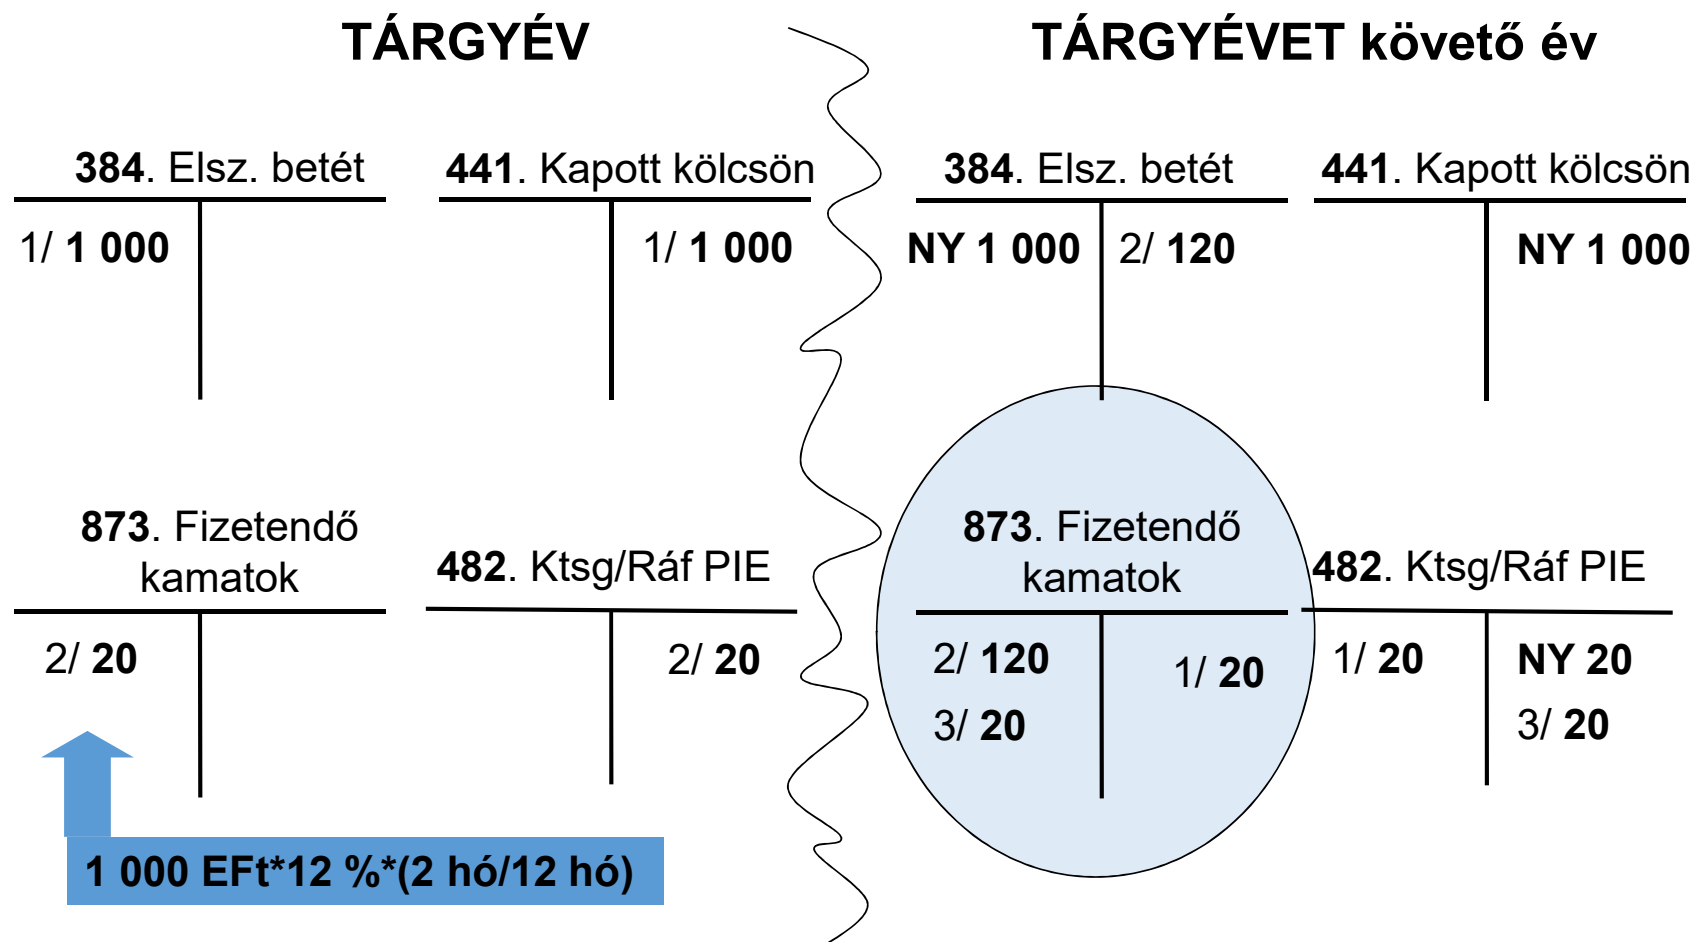 TÁRGYÉV
TÁRGYÉVET követő év
384. Elsz. betét
441. Kapott kölcsön
384. Elsz. betét
441. Kapott kölcsön
1/ 1 000
1/ 1 000
NY 1 000
2/ 120
NY 1 000
873. Fizetendő
kamatok
482. Ktsg/Ráf PIE
873. Fizetendő
kamatok
482. Ktsg/Ráf PIE
2/ 20
2/ 20
2/ 120
1/ 20
1/ 20
NY 20
3/ 20
3/ 20
1 000 EFt*12 %*(2 hó/12 hó)